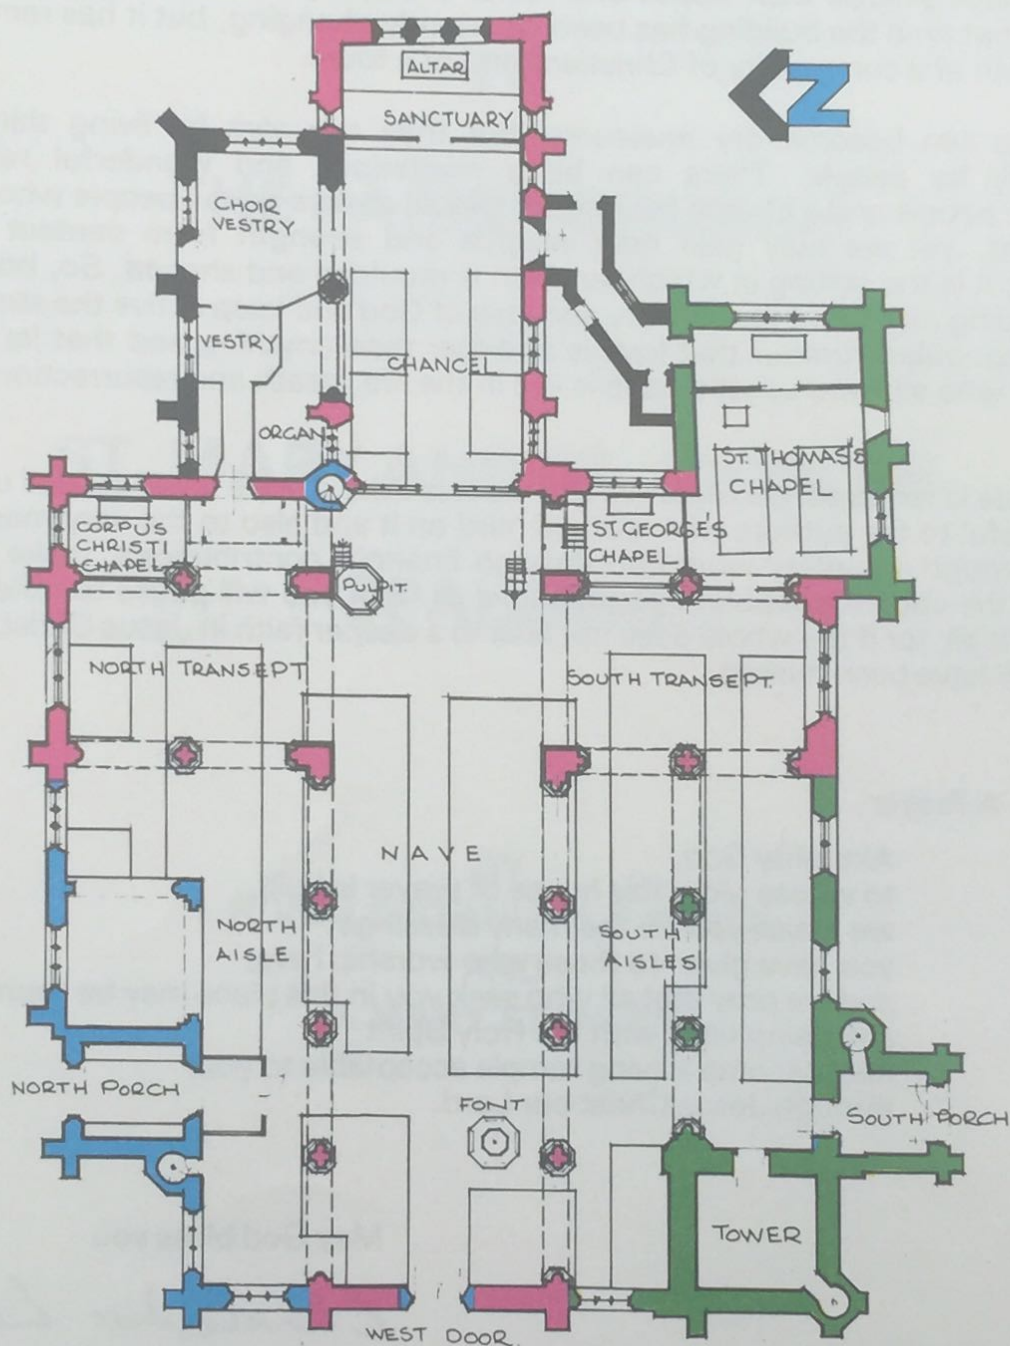 ALTAR
SANCTUARY
N
CHOIR
VESTRY
VESTRY
CHANCEL
ORGAN
ST. THOMAS'S
CHAPEL
CORPUS
CHRISTI
CHAPEL
ST. GEORGE'S
CHAPEL
PULPIT.
NORTH TRANSEPT
SOUTH TRANSEPT.
NAVE
NORTH
AISLE
SOUTH
AISLES
NORTH PORCH
FONT
SOUTH PORCH
TOWER
WEST DOOR